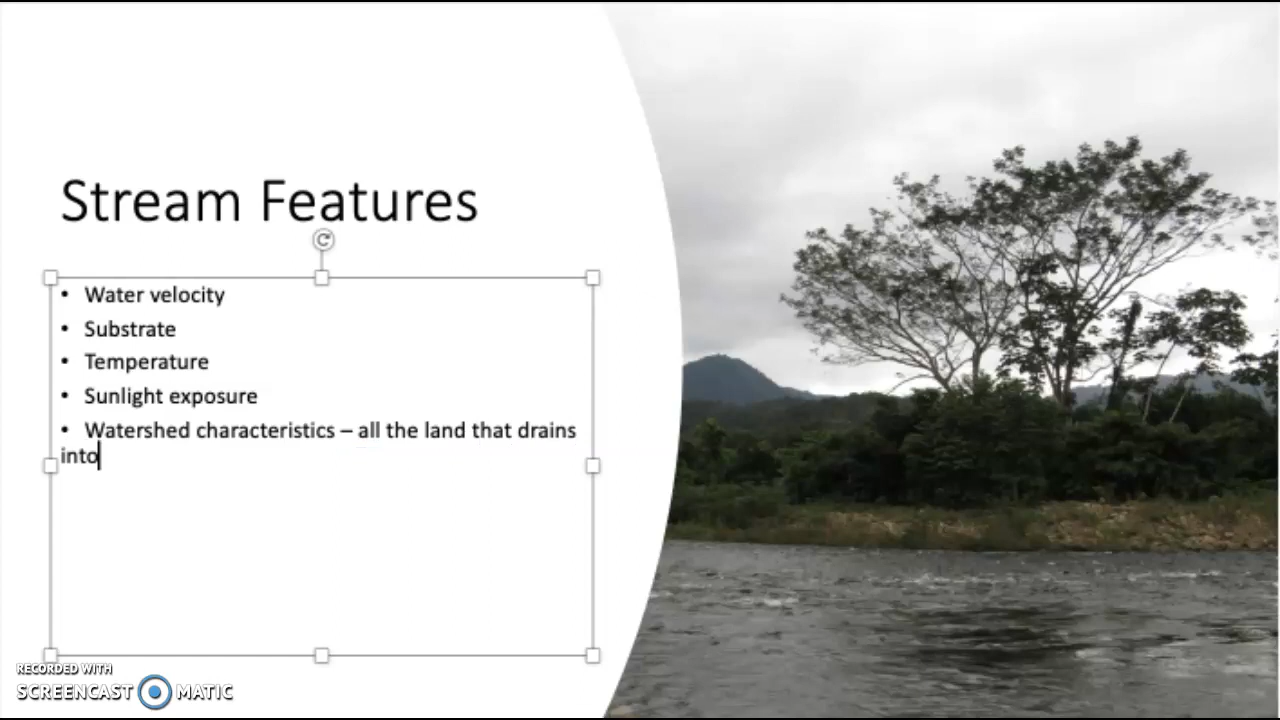 Stream Features
• Water velocity
• Substrate
• Temperature
• Sunlight exposure
• Watershed characteristics – all the land that drains
into
RECORDED WITH
SCREENCAST MATIC